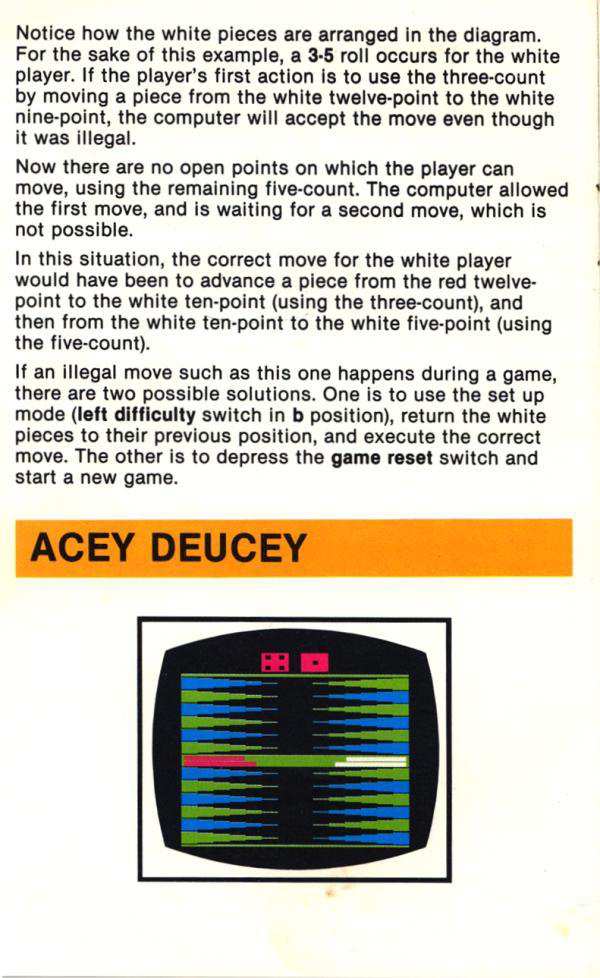 Notice how the white pieces are arranged in the diagram.
For the sake of this example, a 3-5 roll occurs for the white
player. If the player's first action is to use the three-count
by moving a piece from the white twelve-point to the white
nine-point, the computer will accept the move even though
it was illegal.
Now there are no open points on which the player can
move, using the remaining five-count. The computer allowed
the first move, and is waiting for a second move, which is
not possible.
In this situation, the correct move for the white player
would have been to advance a piece from the red twelve-
point to the white ten-point (using the three-count), and
then from the white ten-point to the white five-point (using
the five-count).
If an illegal move such as this one happens during a game,
there are two possible solutions. One is to use the set up
mode (left difficulty switch in b position), return the white
pieces to their previous position, and execute the correct
move. The other is to depress the game reset switch and
start a new game.
ACEY DEUCEY